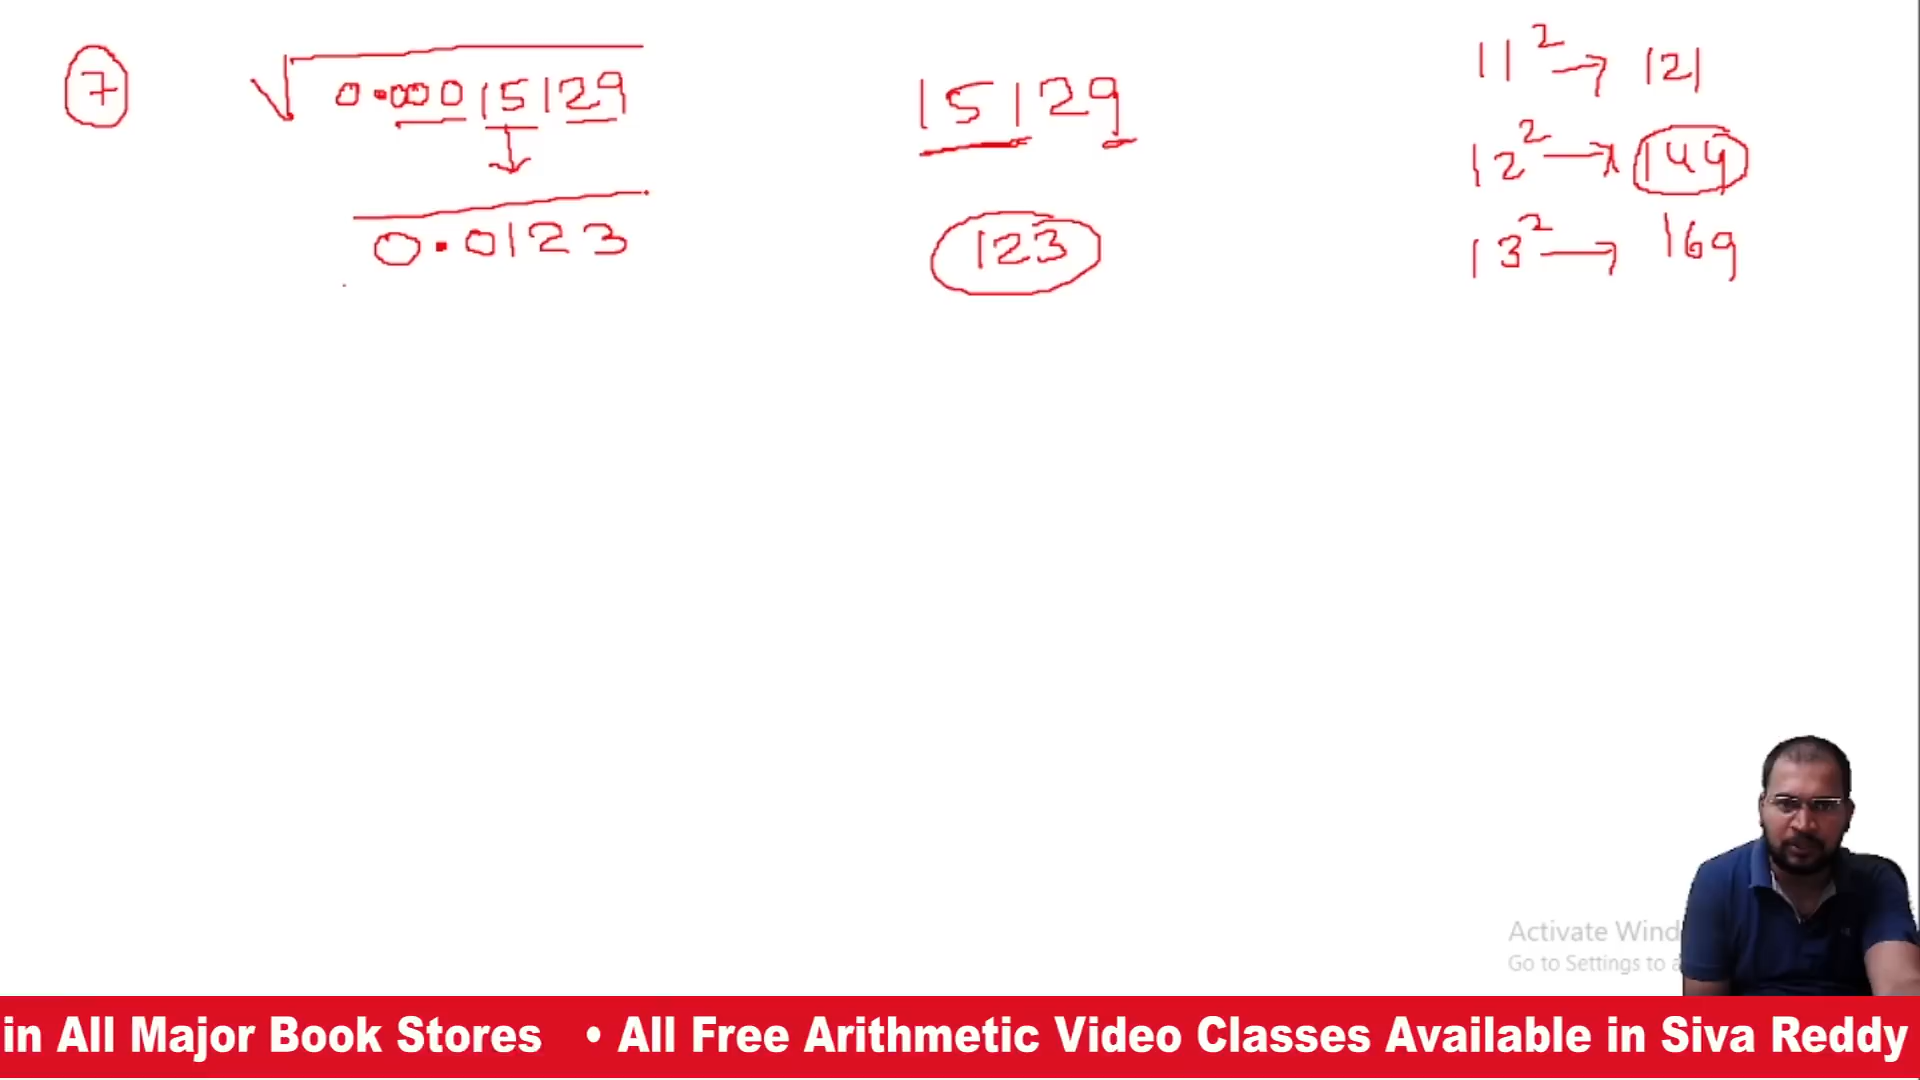 7
√0.00015129
0.0123
15129
123
11² → 121
12² → 144
13² → 169
Activate Wind
Go to Settings to a
in All Major Book Stores • All Free Arithmetic Video Classes Available in Siva Reddy